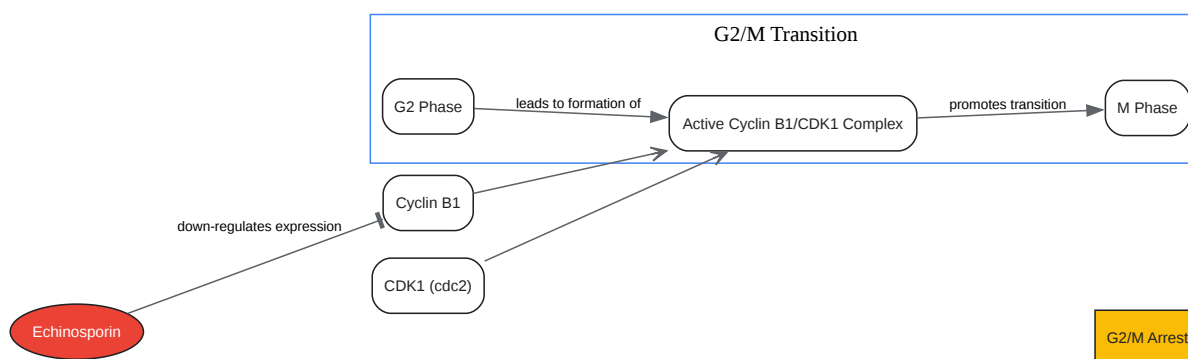 G2/M Transition
G2 Phase
leads to formation of
Active Cyclin B1/CDK1 Complex
promotes transition
M Phase
Cyclin B1
down-regulates expression
CDK1 (cdc2)
Echinosporin
G2/M Arrest